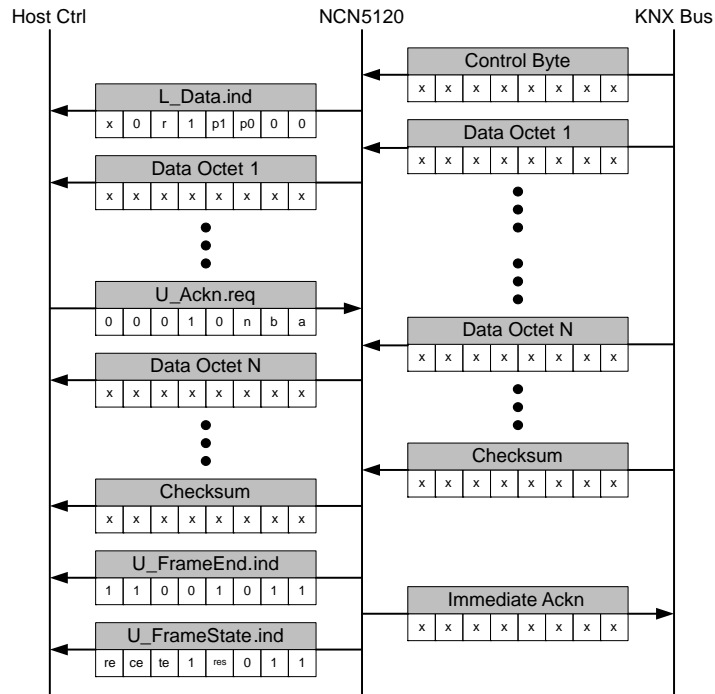 Host Ctrl NCN5120 KNX Bus
Control Byte
x x x x x x x x
L_Data.ind
x 0 r 1 p1 p0 0 0
Data Octet 1
x x x x x x x x
Data Octet 1
x x x x x x x x
U_Ackn.req
0 0 0 1 0 n b a
Data Octet N
x x x x x x x x
Data Octet N
x x x x x x x x
Checksum
x x x x x x x x
Checksum
x x x x x x x x
U_FrameEnd.ind
1 1 0 0 1 0 1 1
Immediate Ackn
x x x x x x x x
U_FrameState.ind
re ce te 1 res 0 1 1